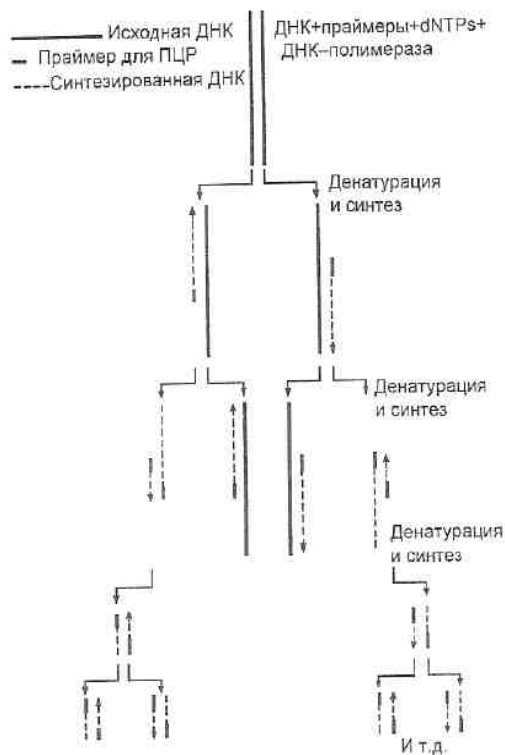 Исходная ДНК
Праймер для ПЦР
Синтезированная ДНК
ДНК+праймеры+dNTPs+
ДНК–полимераза
Денатурация
и синтез
Денатурация
и синтез
Денатурация
и синтез
И т.д.